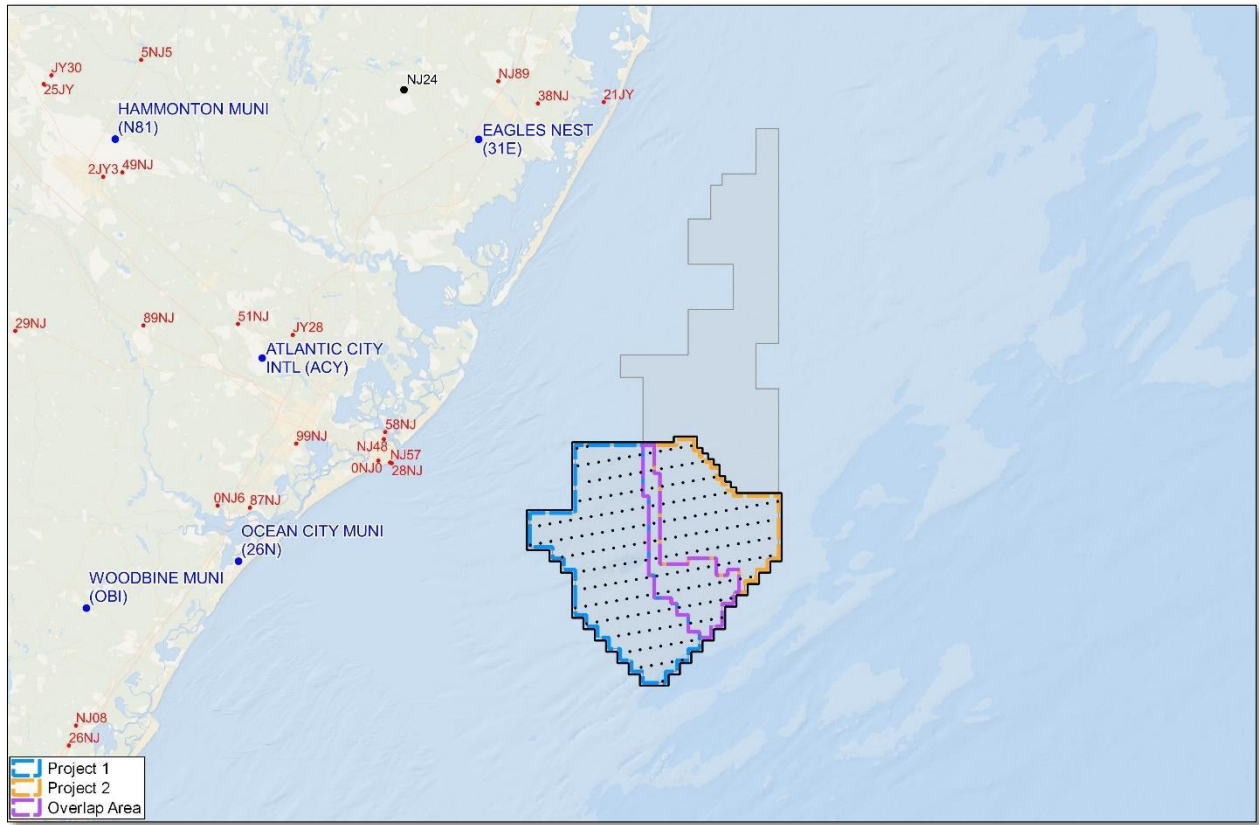 5NJ5
JY30
25JY
NJ24
NJ89
38NJ
21JY
HAMMONTON MUNI
(N81)
EAGLES NEST
(31E)
2JY3
49NJ
29NJ
89NJ
51NJ
JY28
ATLANTIC CITY
INTL (ACY)
99NJ
58NJ
NJ48
0NJ0
NJ57
28NJ
0NJ6
87NJ
OCEAN CITY MUNI
(26N)
WOODBINE MUNI
(OBI)
NJ08
26NJ
Project 1
Project 2
Overlap Area